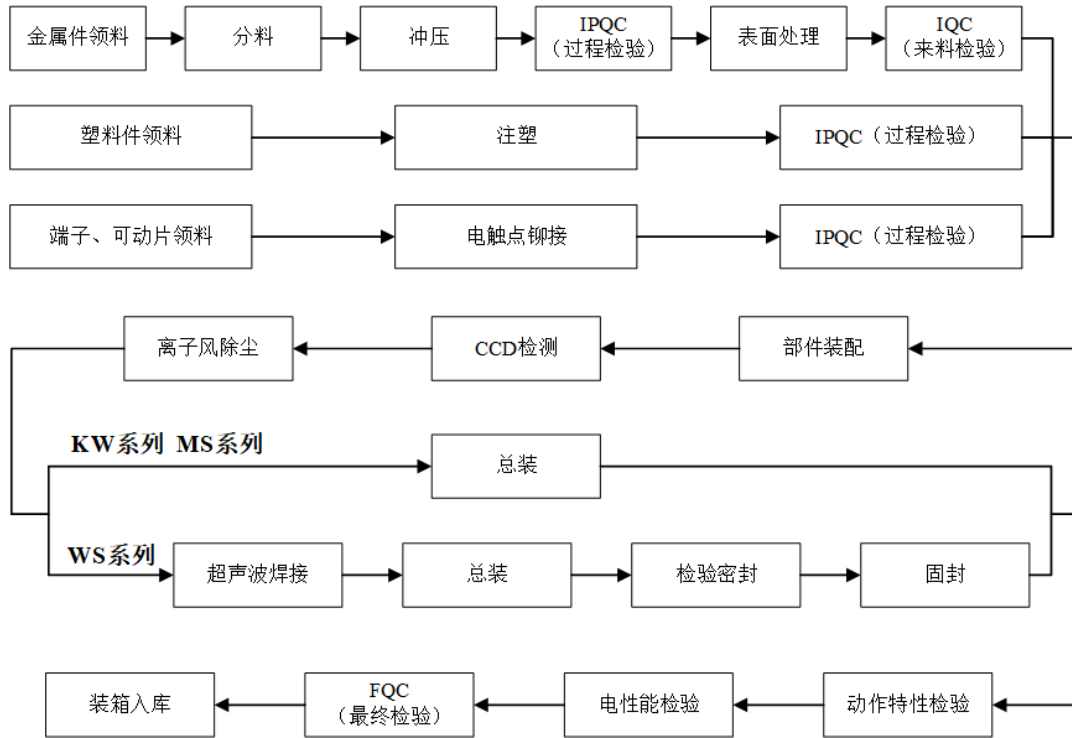 金属件领料
分料
冲压
IPQC
（过程检验）
表面处理
IQC
（来料检验）
塑料件领料
注塑
IPQC（过程检验）
端子、可动片领料
电触点铆接
IPQC（过程检验）
离子风除尘
CCD检测
部件装配
KW系列 MS系列
总装
WS系列
超声波焊接
总装
检验密封
固封
装箱入库
FQC
（最终检验）
电性能检验
动作特性检验